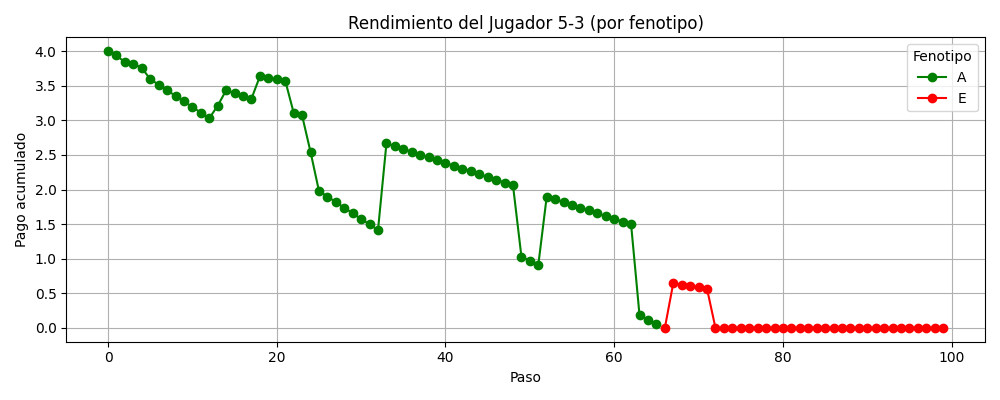 Rendimiento del Jugador 5-3 (por fenotipo)
Pago acumulado
4.0
3.5
3.0
2.5
2.0
1.5
1.0
0.5
0.0
Fenotipo
A
E
0 20 40 60 80 100
Paso